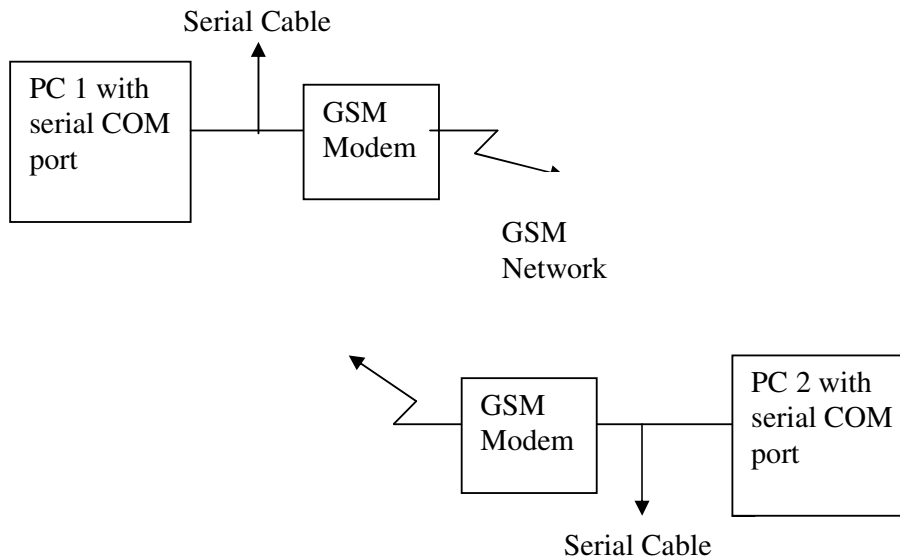 Serial Cable
PC 1 with
serial COM
port
GSM
Modem
GSM
Network
GSM
Modem
PC 2 with
serial COM
port
Serial Cable